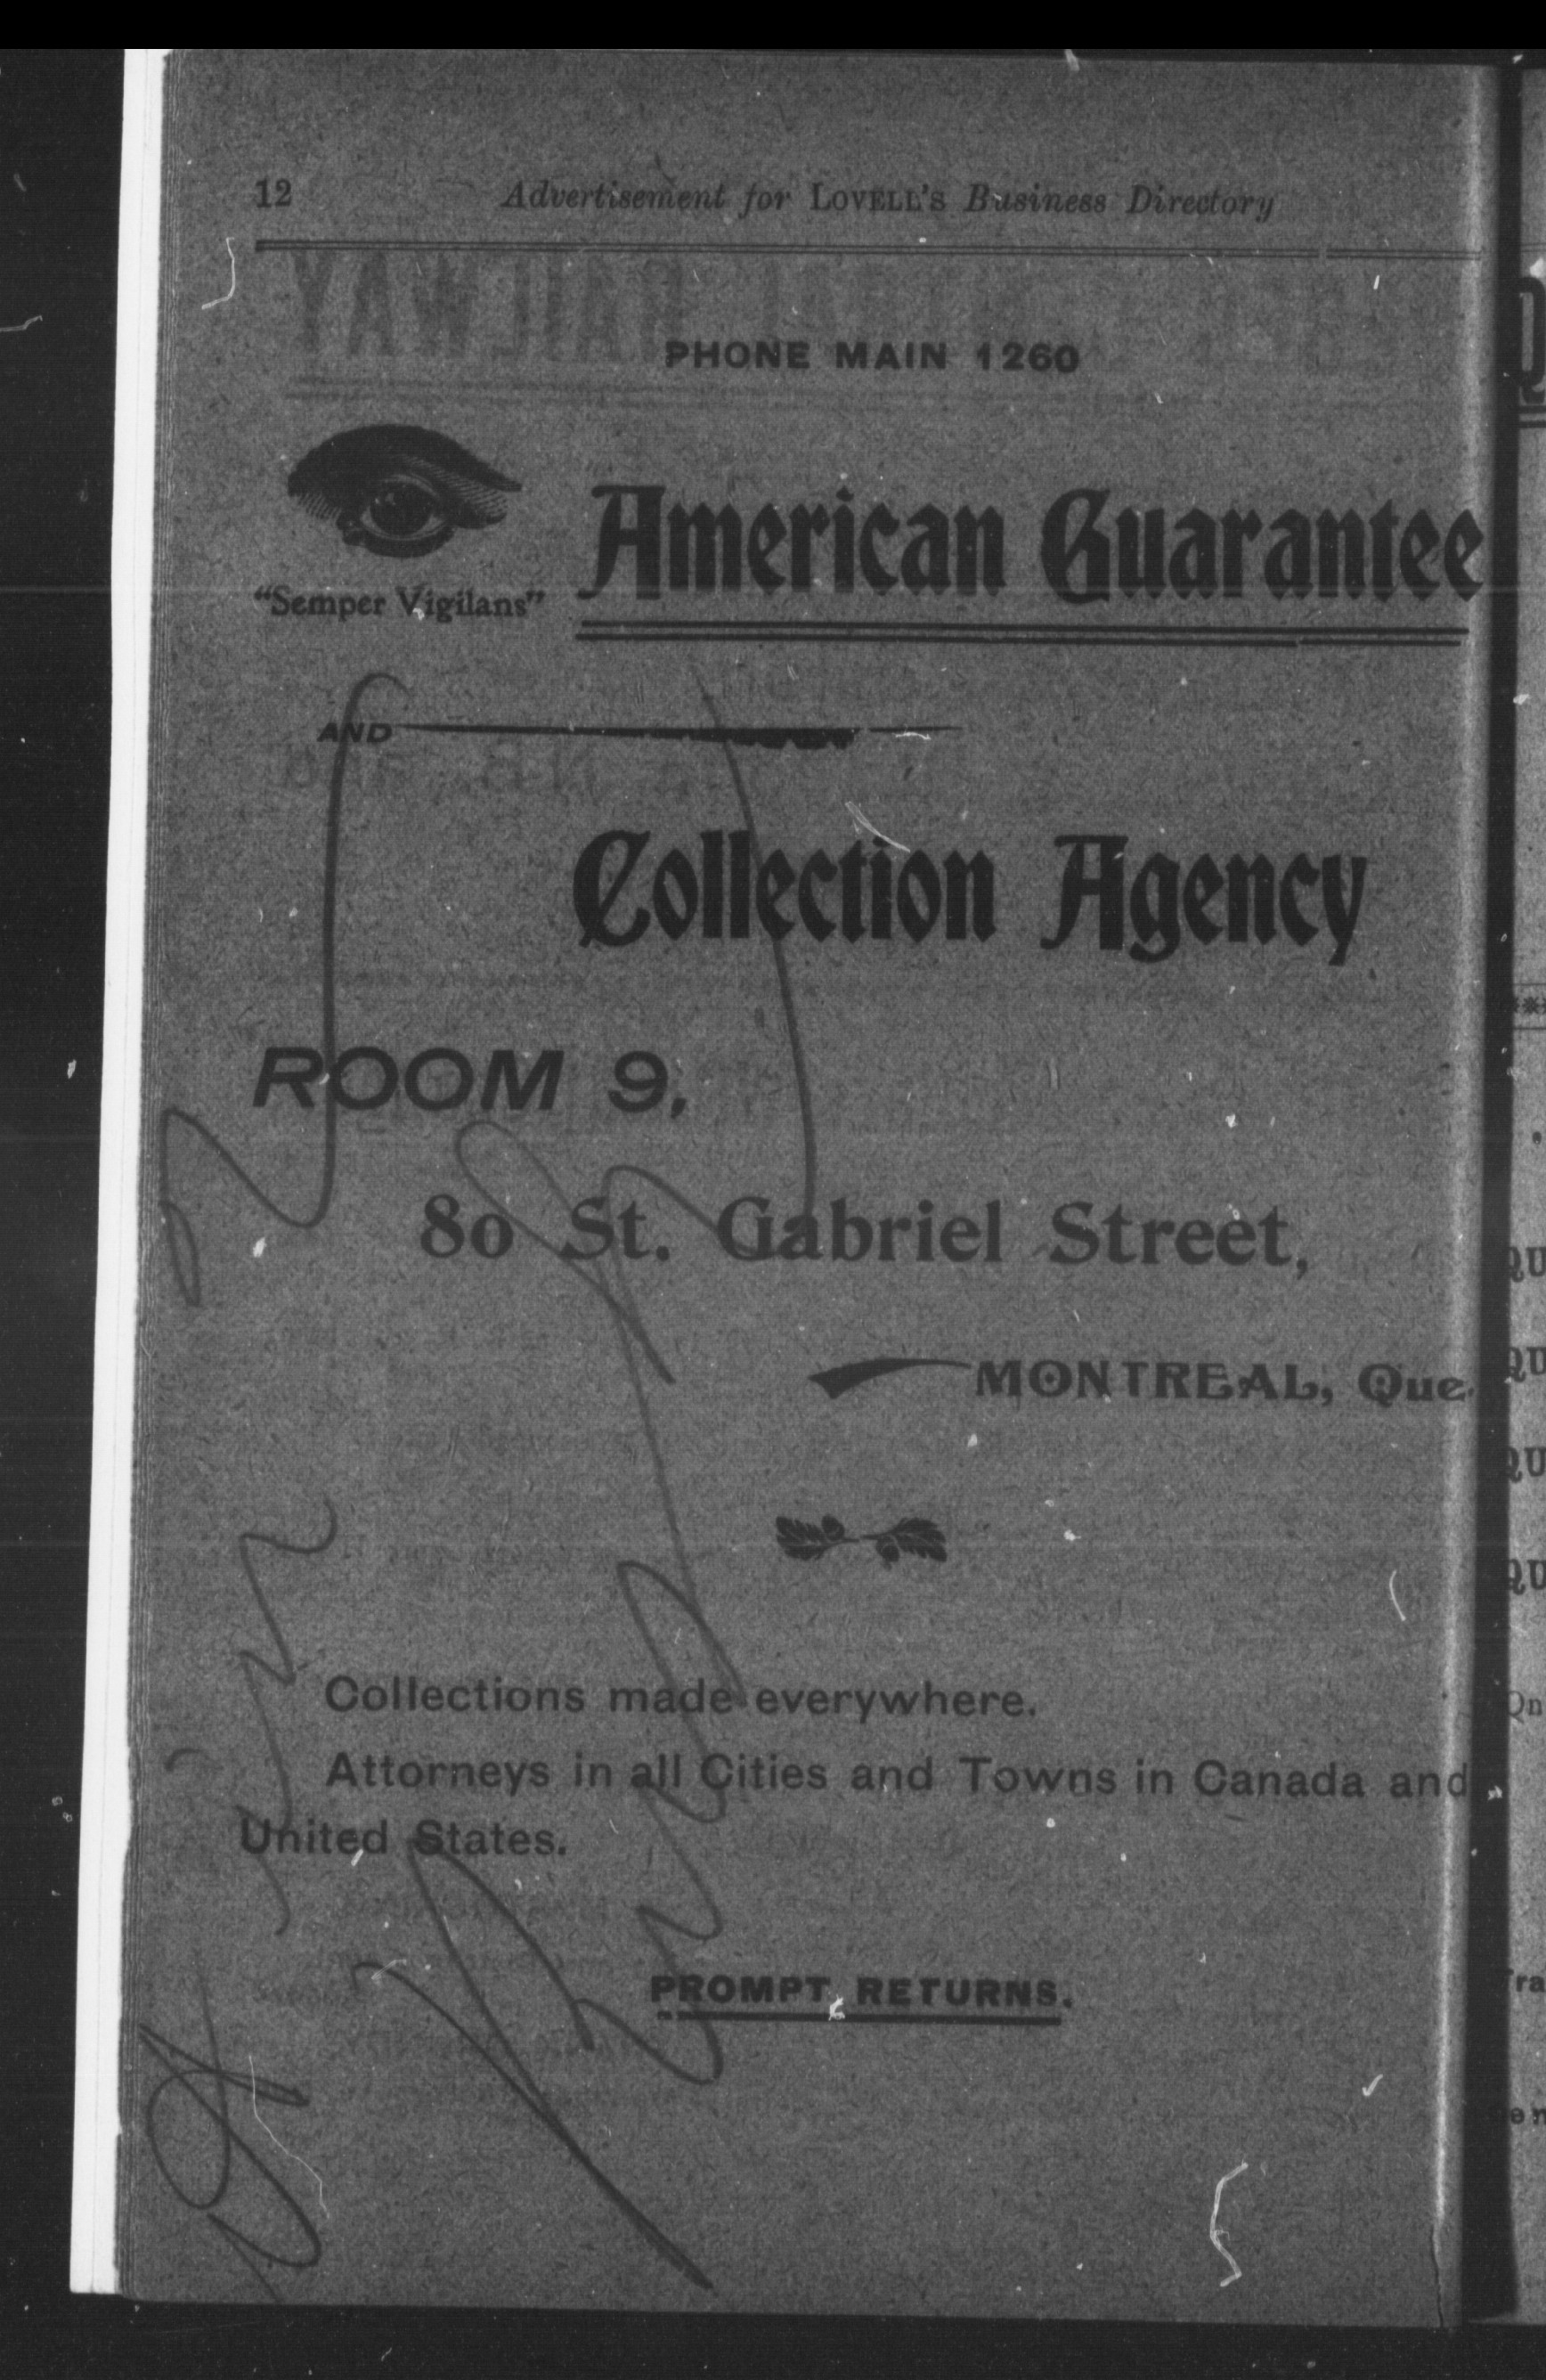 12 Advertisement for LOVELL'S Business Directory
PHONE MAIN 1260
American Guarantee
"Semper Vigilans"
AND
Collection Agency
ROOM 9,
80 St. Gabriel Street,
MONTREAL, Que.
Collections made everywhere.
Attorneys in all Cities and Towns in Canada and
United States.
PROMPT RETURNS.